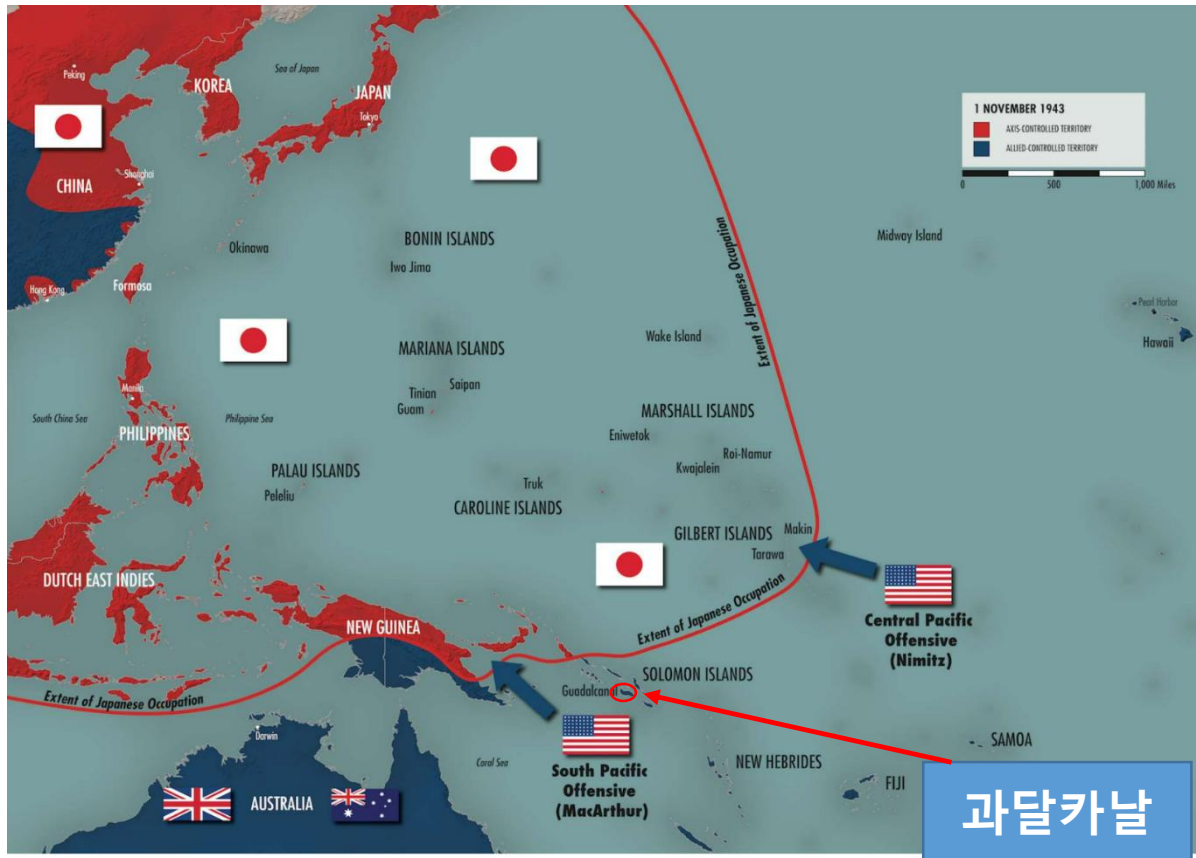 Peking
Sea of Japan
KOREA
JAPAN
Tokyo
1 NOVEMBER 1943
AXIS-CONTROLLED TERRITORY
ALLIED-CONTROLLED TERRITORY
0 500 1,000 Miles
CHINA
Shanghai
Okinawa
BONIN ISLANDS
Iwo Jima
Midway Island
Extent of Japanese Occupation
Hong Kong
Formosa
Pearl Harbor
Hawaii
Wake Island
MARIANA ISLANDS
Saipan
Tinian
Guam
Manila
South China Sea
Philippine Sea
PHILIPPINES
MARSHALL ISLANDS
Eniwetok
Roi-Namur
Kwajalein
PALAU ISLANDS
Peleliu
Truk
CAROLINE ISLANDS
GILBERT ISLANDS
Makin
Tarawa
DUTCH EAST INDIES
NEW GUINEA
Extent of Japanese Occupation
Central Pacific
Offensive
(Nimitz)
SOLOMON ISLANDS
Guadalcanal
Extent of Japanese Occupation
Darwin
Coral Sea
South Pacific
Offensive
(MacArthur)
NEW HEBRIDES
SAMOA
FIJI
AUSTRALIA
과달카날